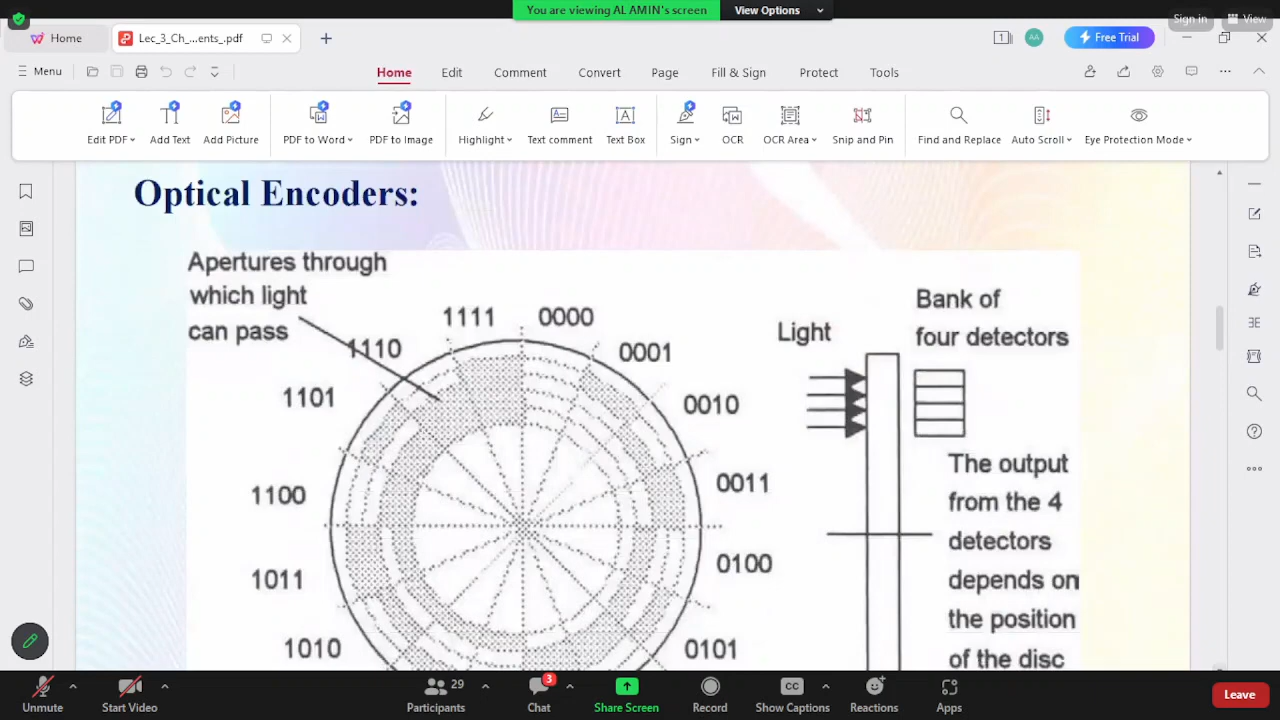 You are viewing AL AMIN's screen
View Options
Sign in
View
Home
Lec_3_Ch_...ents_.pdf
1
AA
Free Trial
Menu
Home
Edit
Comment
Convert
Page
Fill & Sign
Protect
Tools
Edit PDF
Add Text
Add Picture
PDF to Word
PDF to Image
Highlight
Text comment
Text Box
Sign
OCR
OCR Area
Snip and Pin
Find and Replace
Auto Scroll
Eye Protection Mode
Optical Encoders:
Apertures through
which light
can pass
1111
0000
1110
0001
1101
0010
1100
0011
1011
0100
1010
0101
Light
Bank of
four detectors
The output
from the 4
detectors
depends on
the position
of the disc
Unmute
Start Video
29
Participants
3
Chat
Share Screen
Record
CC
Show Captions
Reactions
Apps
Leave